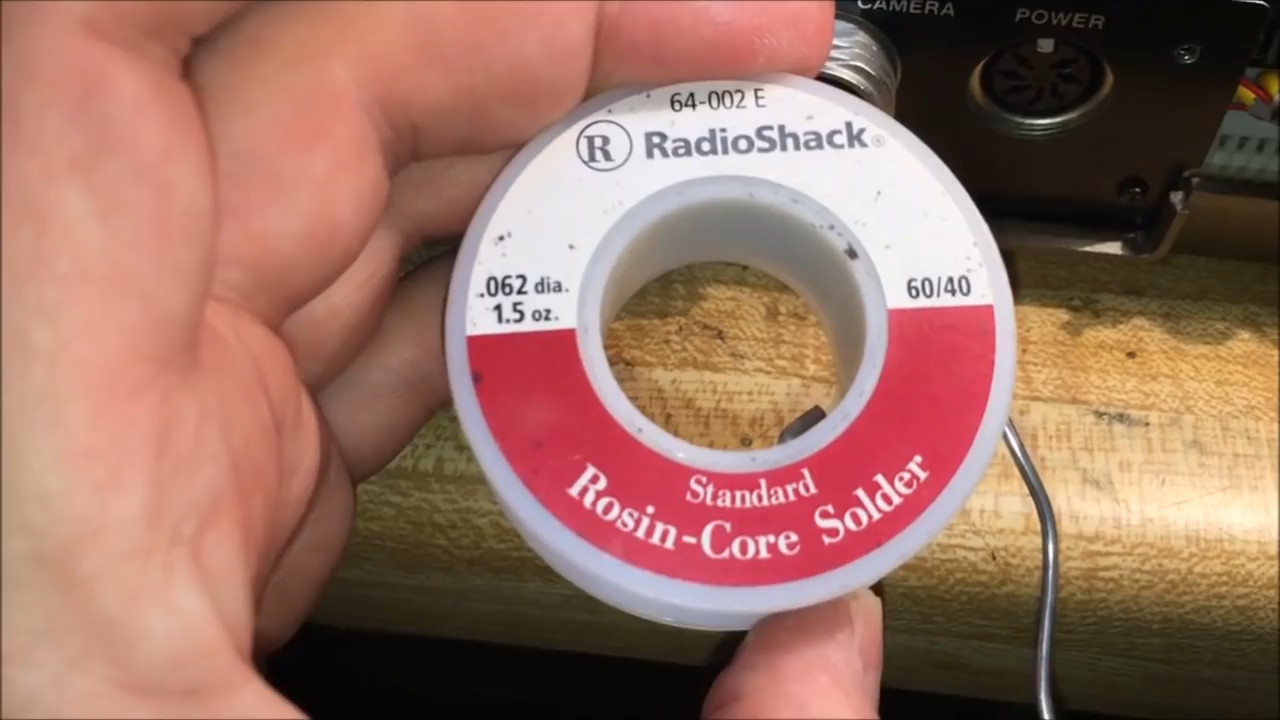 CAMERA
POWER
64-002 E
R RadioShack®
.062 dia.
1.5 oz.
60/40
Standard
Rosin-Core Solder